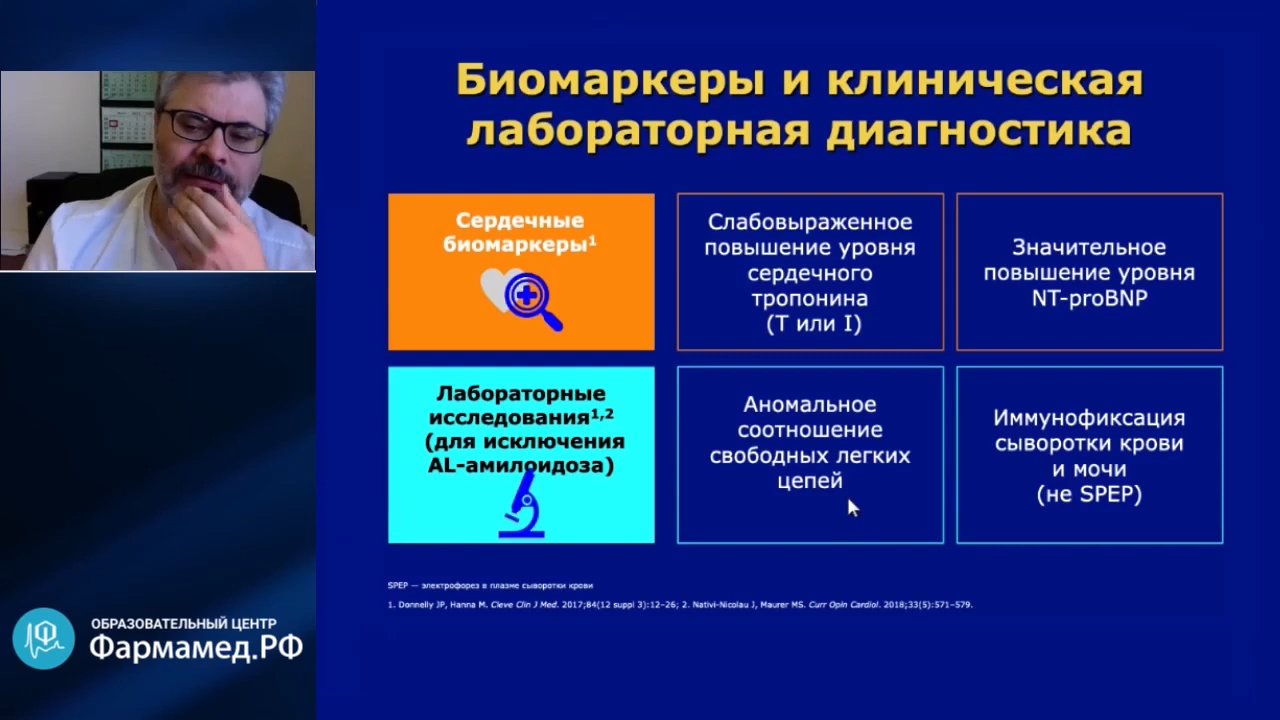 Биомаркеры и клиническая
лабораторная диагностика
Сердечные
биомаркеры¹
Слабовыраженное
повышение уровня
сердечного
тропонина
(Т или I)
Значительное
повышение уровня
NT-proBNP
Лабораторные
исследования¹,²
(для исключения
AL-амилоидоза)
Аномальное
соотношение
свободных легких
цепей
Иммунофиксация
сыворотки крови
и мочи
(не SPEP)
SPEP — электрофорез в плазме сыворотки крови
1. Donnelly JP, Hanna M. Cleve Clin J Med. 2017;84(12 suppl 3):12–26; 2. Nativi-Nicolau J, Maurer MS. Curr Opin Cardiol. 2018;33(5):571–579.
ОБРАЗОВАТЕЛЬНЫЙ ЦЕНТР
Фармамед.РФ